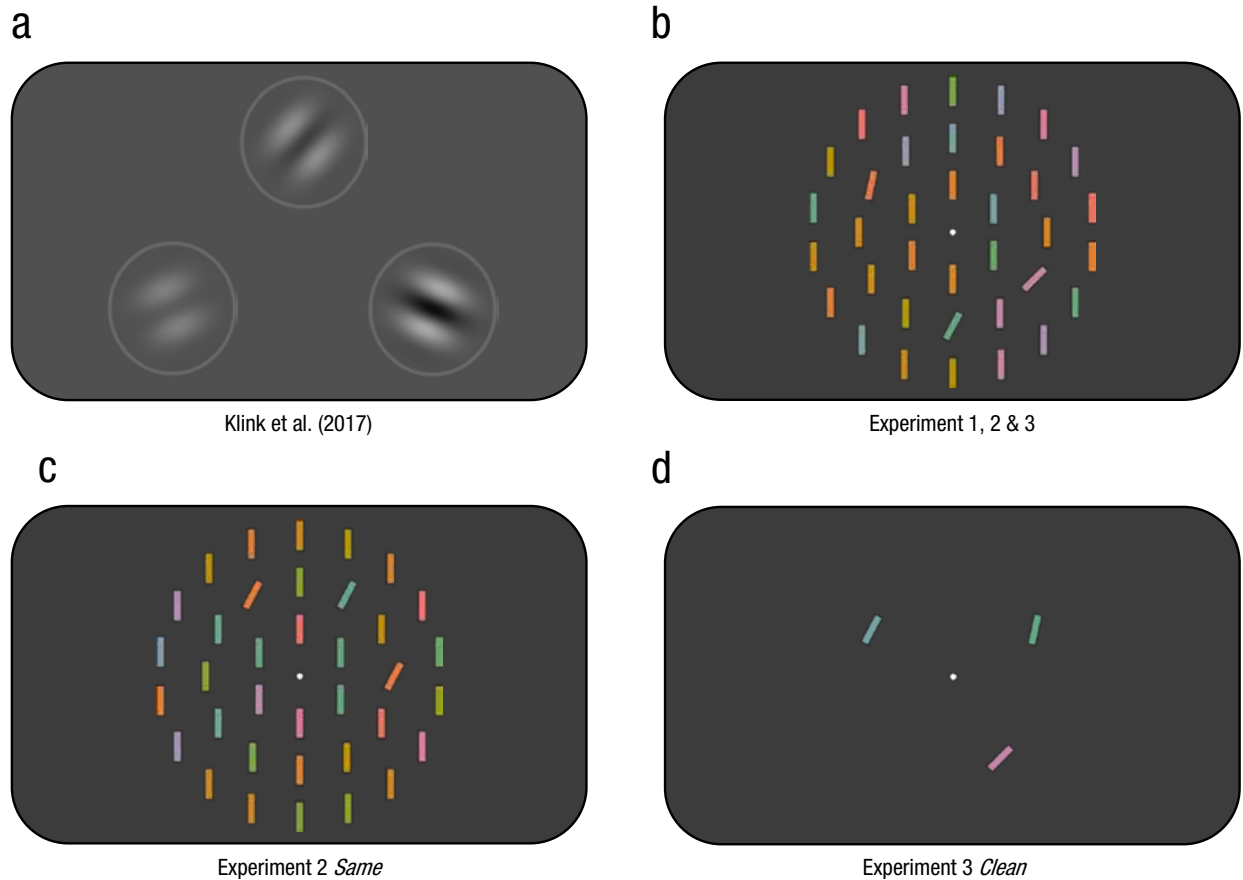 a
b
Klink et al. (2017)
Experiment 1, 2 & 3
c
d
Experiment 2 Same
Experiment 3 Clean